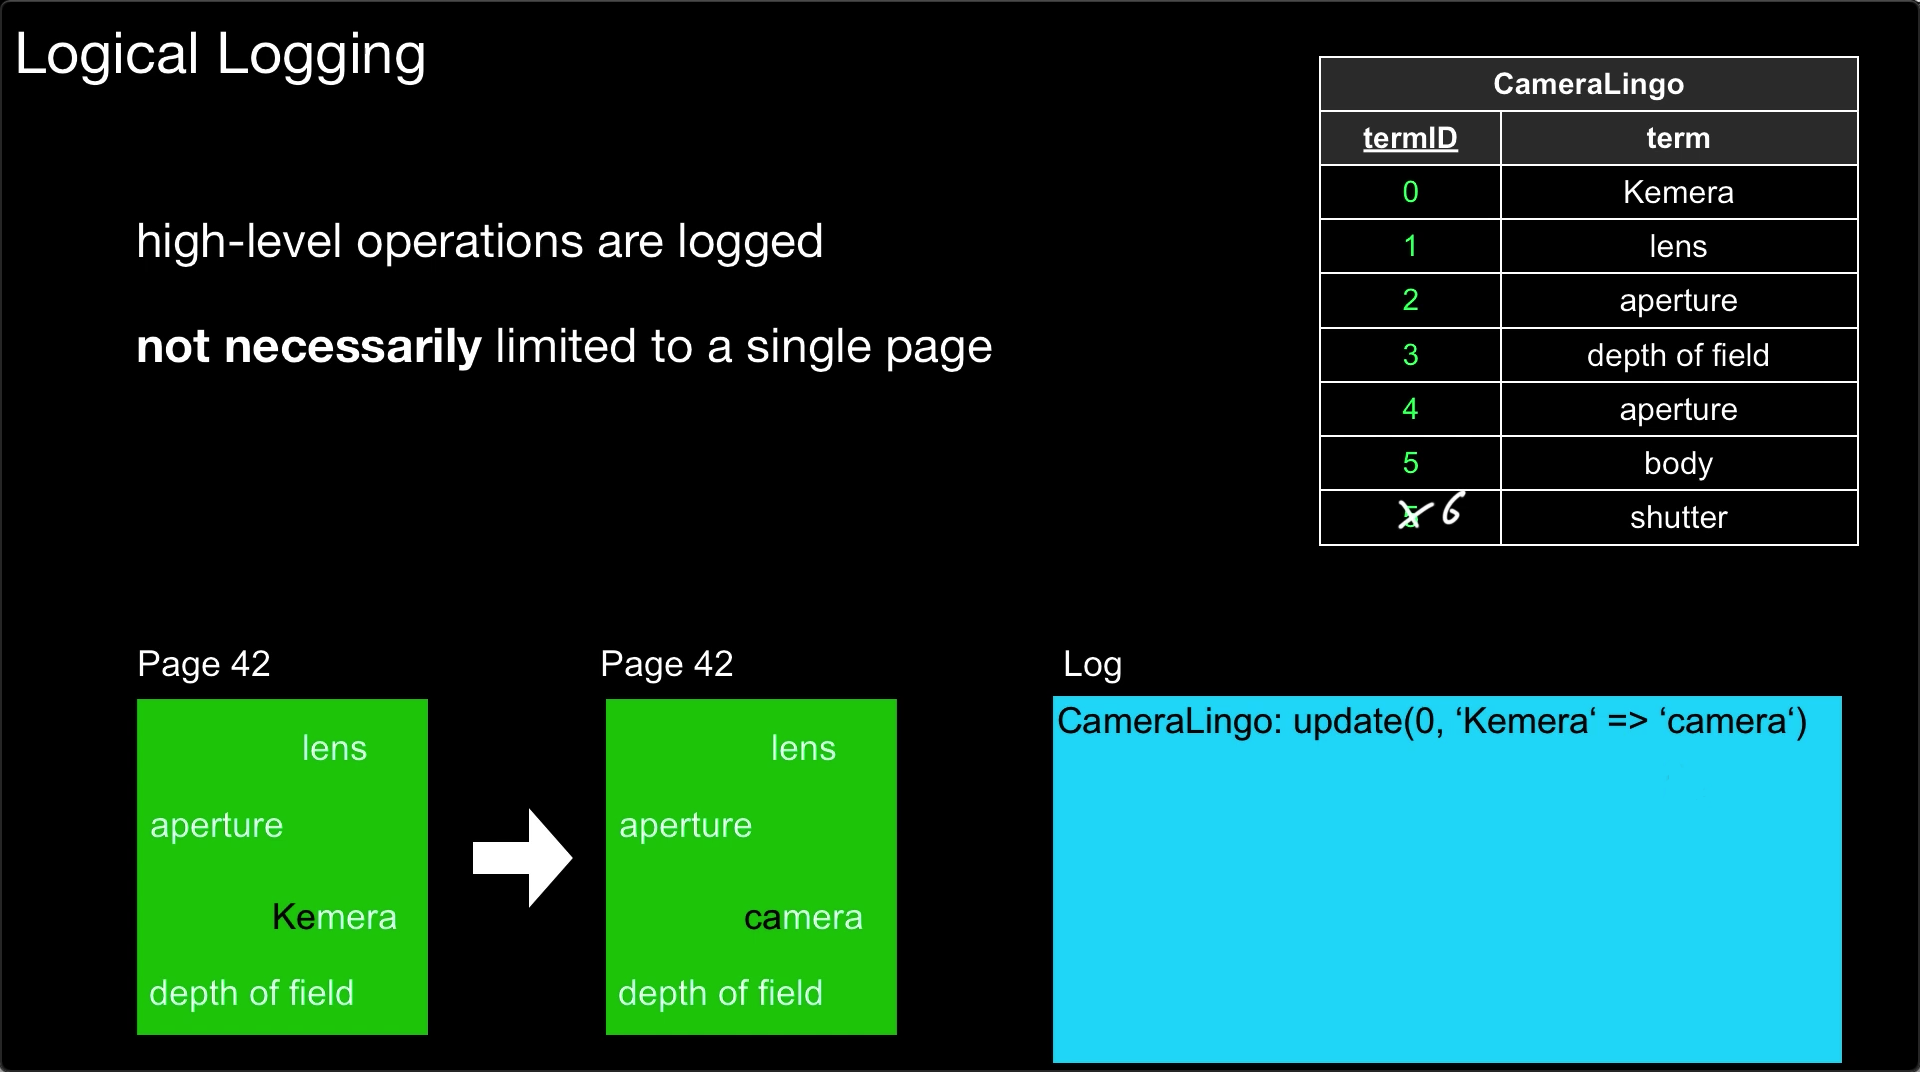 Logical Logging
high-level operations are logged
not necessarily limited to a single page
CameraLingo
termID term
0 Kemera
1 lens
2 aperture
3 depth of field
4 aperture
5 body
5 6 shutter
Page 42
lens
aperture
Kemera
depth of field
Page 42
lens
aperture
camera
depth of field
Log
CameraLingo: update(0, ‘Kemera‘ => ‘camera‘)